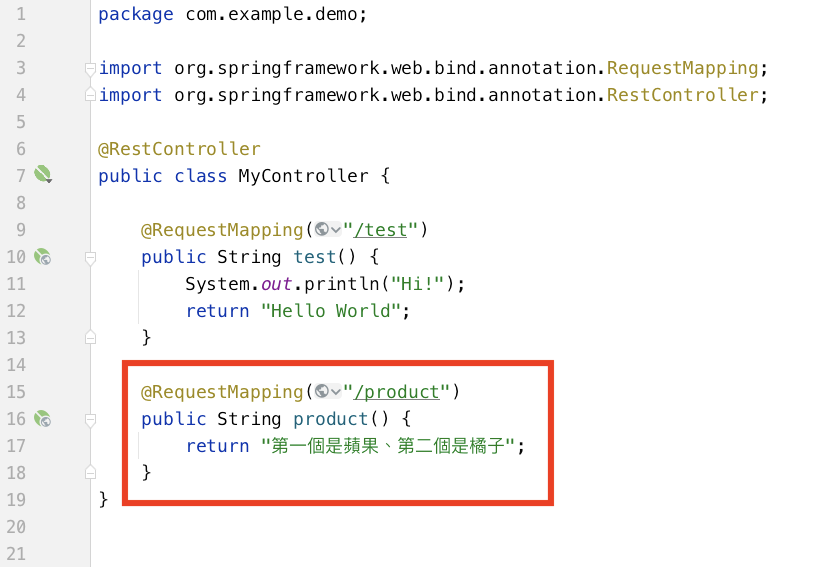 1 package com.example.demo;
2
3 import org.springframework.web.bind.annotation.RequestMapping;
4 import org.springframework.web.bind.annotation.RestController;
5
6 @RestController
7 public class MyController {
8
9 @RequestMapping("/test")
10 public String test() {
11 System.out.println("Hi!");
12 return "Hello World";
13 }
14
15 @RequestMapping("/product")
16 public String product() {
17 return "第一個是蘋果、第二個是橘子";
18 }
19 }
20
21